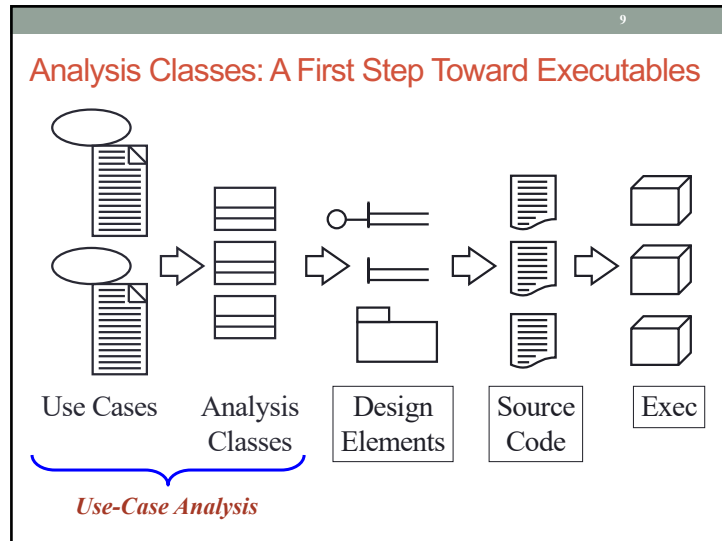 9
Analysis Classes: A First Step Toward Executables
Use Cases
Analysis
Classes
Design
Elements
Source
Code
Exec
Use-Case Analysis